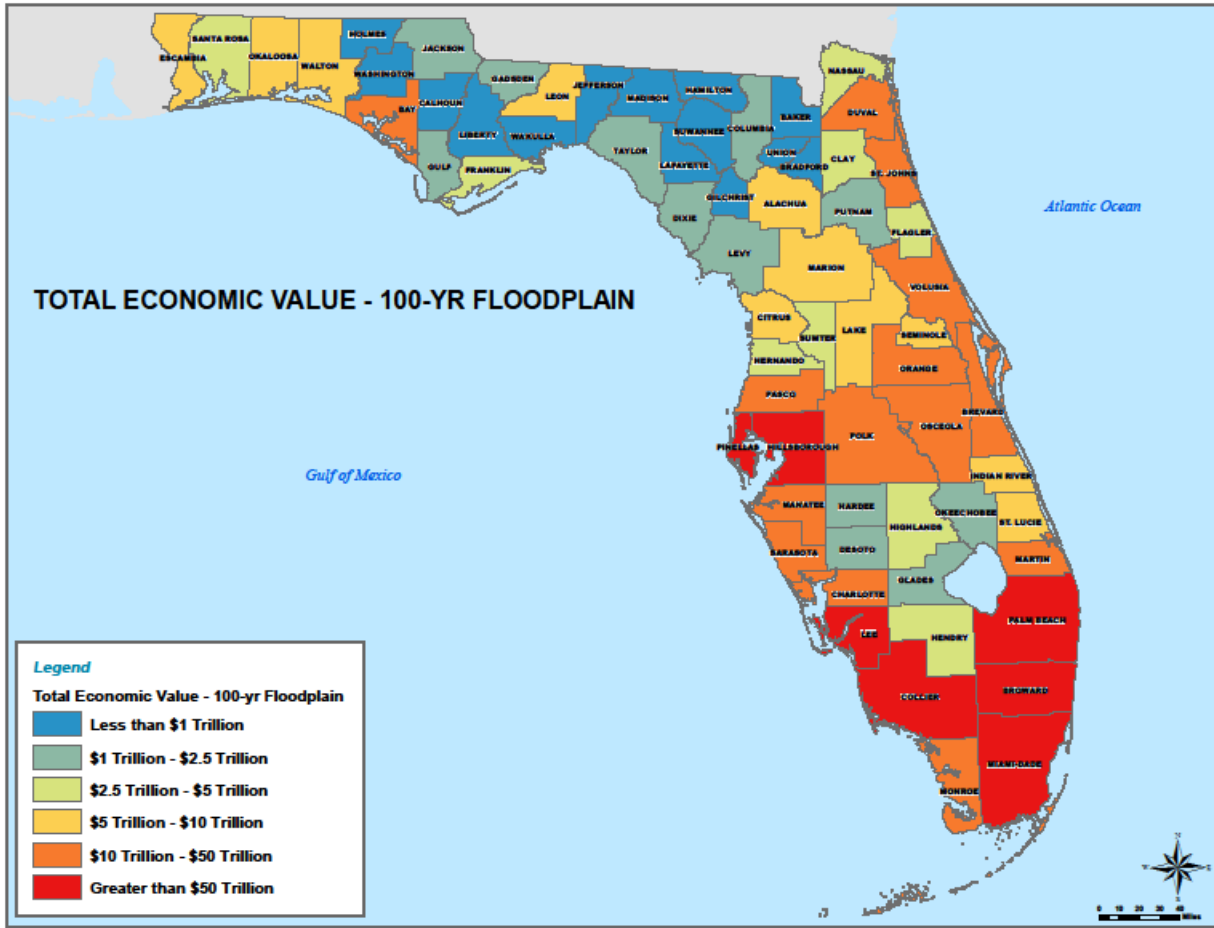 HOLMES
JACKSON
SANTA ROSA
ESCAMBIA
OKALOOSA
WALTON
WASHINGTON
GADSDEN
LEON
JEFFERSON
MADISON
HAMILTON
NASSAU
BAY
CALHOUN
LIBERTY
WAKULLA
SUWANNEE
COLUMBIA
BAKER
DUVAL
TAYLOR
LAFAYETTE
UNION
BRADFORD
CLAY
ST. JOHNS
GULF
FRANKLIN
GILCHRIST
ALACHUA
PUTNAM
Atlantic Ocean
DIXIE
FLAGLER
LEVY
MARION
VOLUSIA
TOTAL ECONOMIC VALUE - 100-YR FLOODPLAIN
CITRUS
SUMTER
LAKE
SEMINOLE
HERNANDO
ORANGE
PASCO
BREVARD
OSCEOLA
POLK
PINELLAS
HILLSBOROUGH
Gulf of Mexico
INDIAN RIVER
MANATEE
HARDEE
HIGHLANDS
OKEECHOBEE
ST. LUCIE
SARASOTA
DESOTO
MARTIN
GLADES
CHARLOTTE
PALM BEACH
LEE
HENDRY
COLLIER
BROWARD
MIAMI-DADE
MONROE
Legend
Total Economic Value - 100-yr Floodplain
Less than $1 Trillion
$1 Trillion - $2.5 Trillion
$2.5 Trillion - $5 Trillion
$5 Trillion - $10 Trillion
$10 Trillion - $50 Trillion
Greater than $50 Trillion
N
W
E
S
0 10 20 30 40
Miles